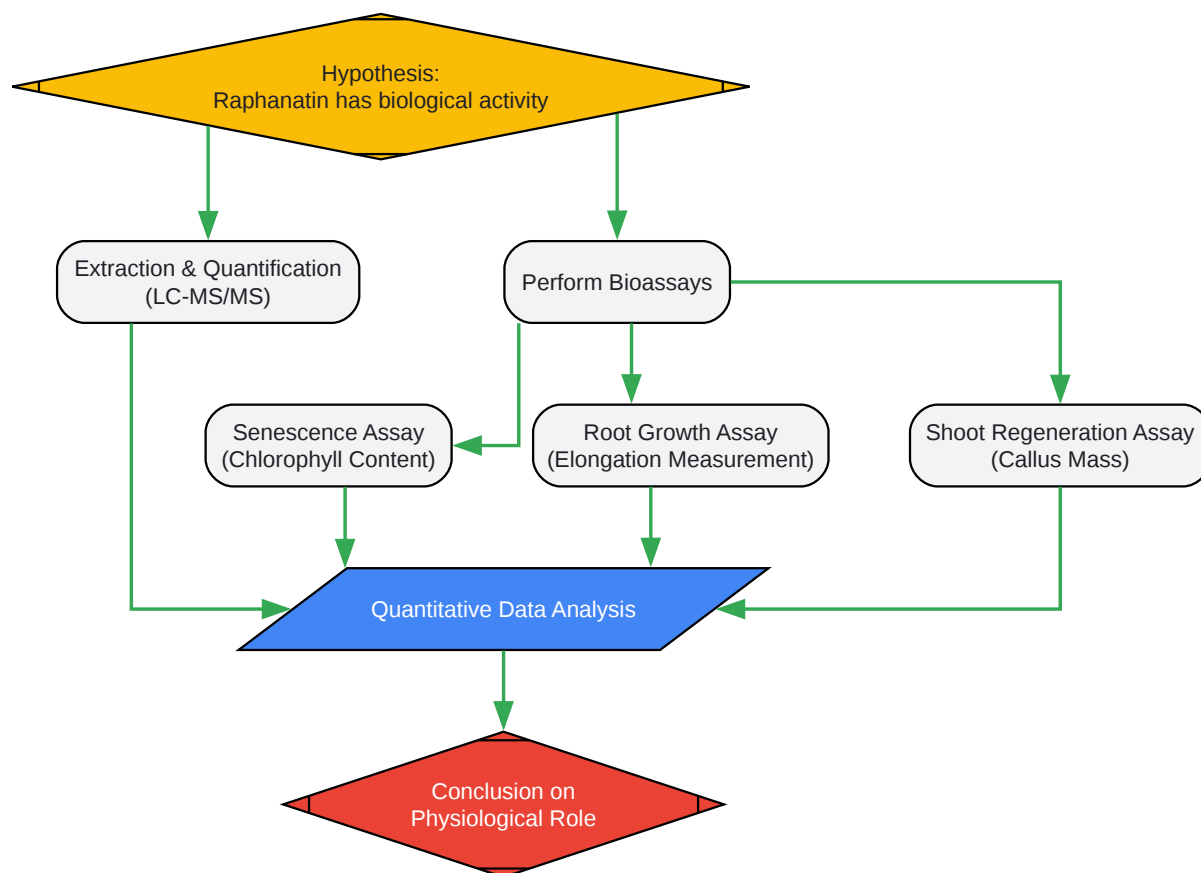 Hypothesis:
Raphanatin has biological activity
Extraction & Quantification
(LC-MS/MS)
Perform Bioassays
Senescence Assay
(Chlorophyll Content)
Root Growth Assay
(Elongation Measurement)
Shoot Regeneration Assay
(Callus Mass)
Quantitative Data Analysis
Conclusion on
Physiological Role